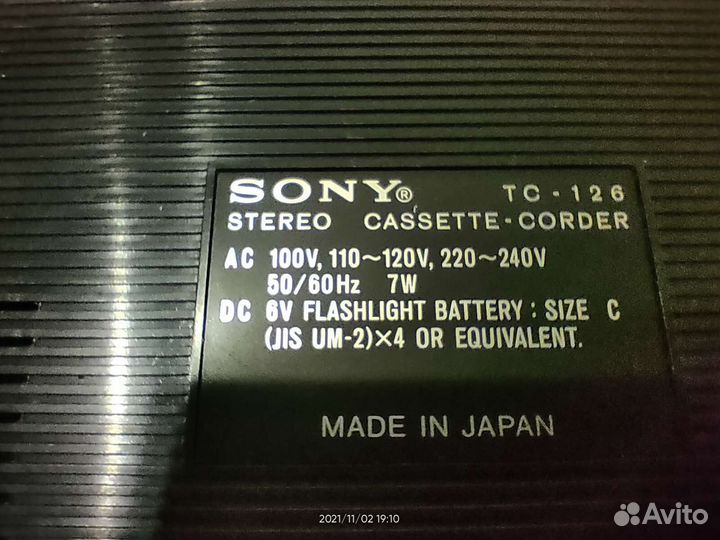 SONY®
TC-126
STEREO CASSETTE-CORDER
AC 100V, 110~120V, 220~240V
50/60Hz 7W
DC 6V FLASHLIGHT BATTERY : SIZE C
(JIS UM-2)×4 OR EQUIVALENT.
MADE IN JAPAN
2021/11/02 19:10
Avito